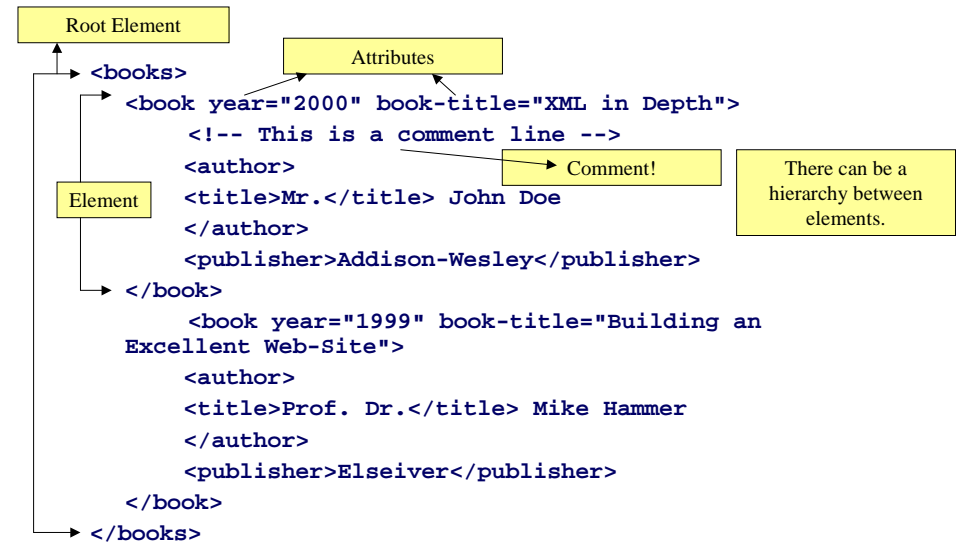 Root Element
Attributes
<books>
<book year="2000" book-title="XML in Depth">
<!-- This is a comment line -->
<author>
Comment!
There can be a
hierarchy between
elements.
Element
<title>Mr.</title> John Doe
</author>
<publisher>Addison-Wesley</publisher>
</book>
<book year="1999" book-title="Building an
Excellent Web-Site">
<author>
<title>Prof. Dr.</title> Mike Hammer
</author>
<publisher>Elseiver</publisher>
</book>
</books>